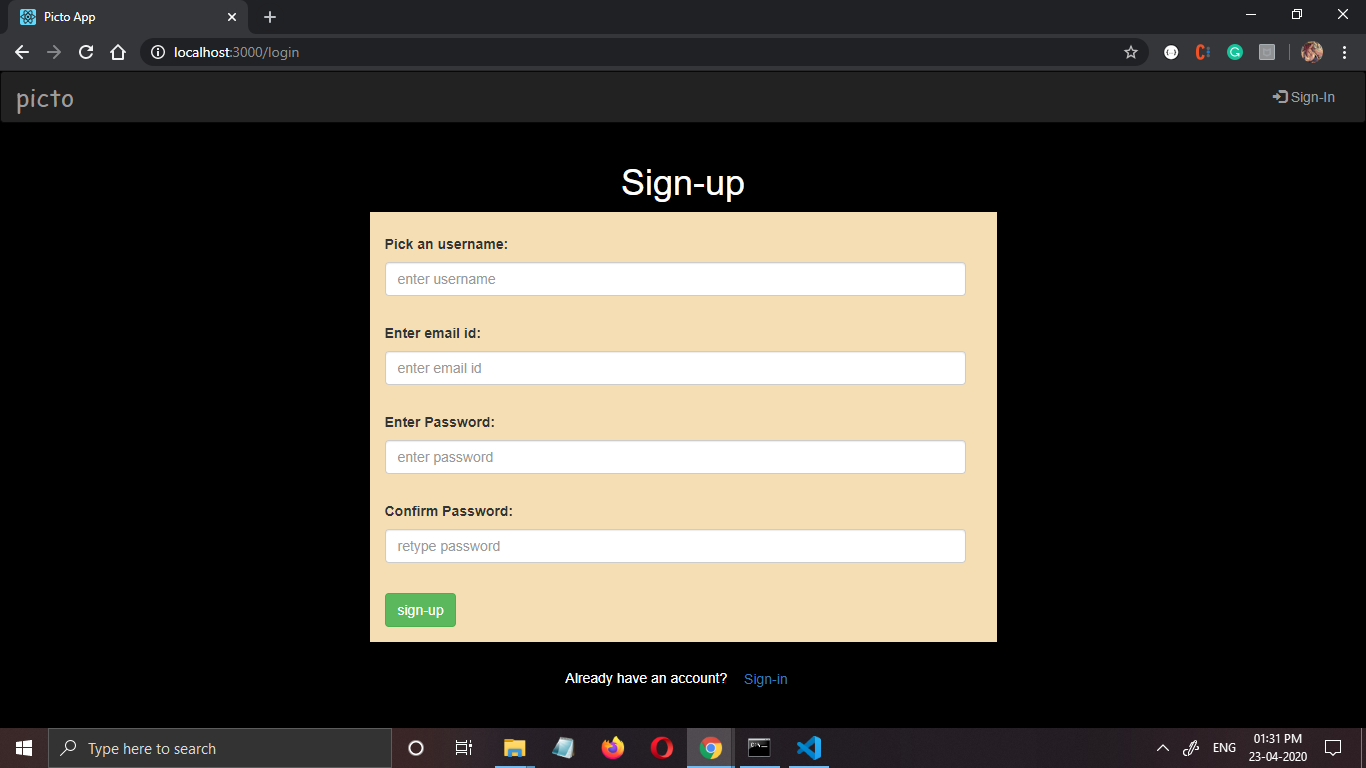 Picto App
localhost:3000/login
picto
Sign-In
Sign-up
Pick an username:
enter username
Enter email id:
enter email id
Enter Password:
enter password
Confirm Password:
retype password
sign-up
Already have an account? Sign-in
Type here to search
ENG
01:31 PM
23-04-2020